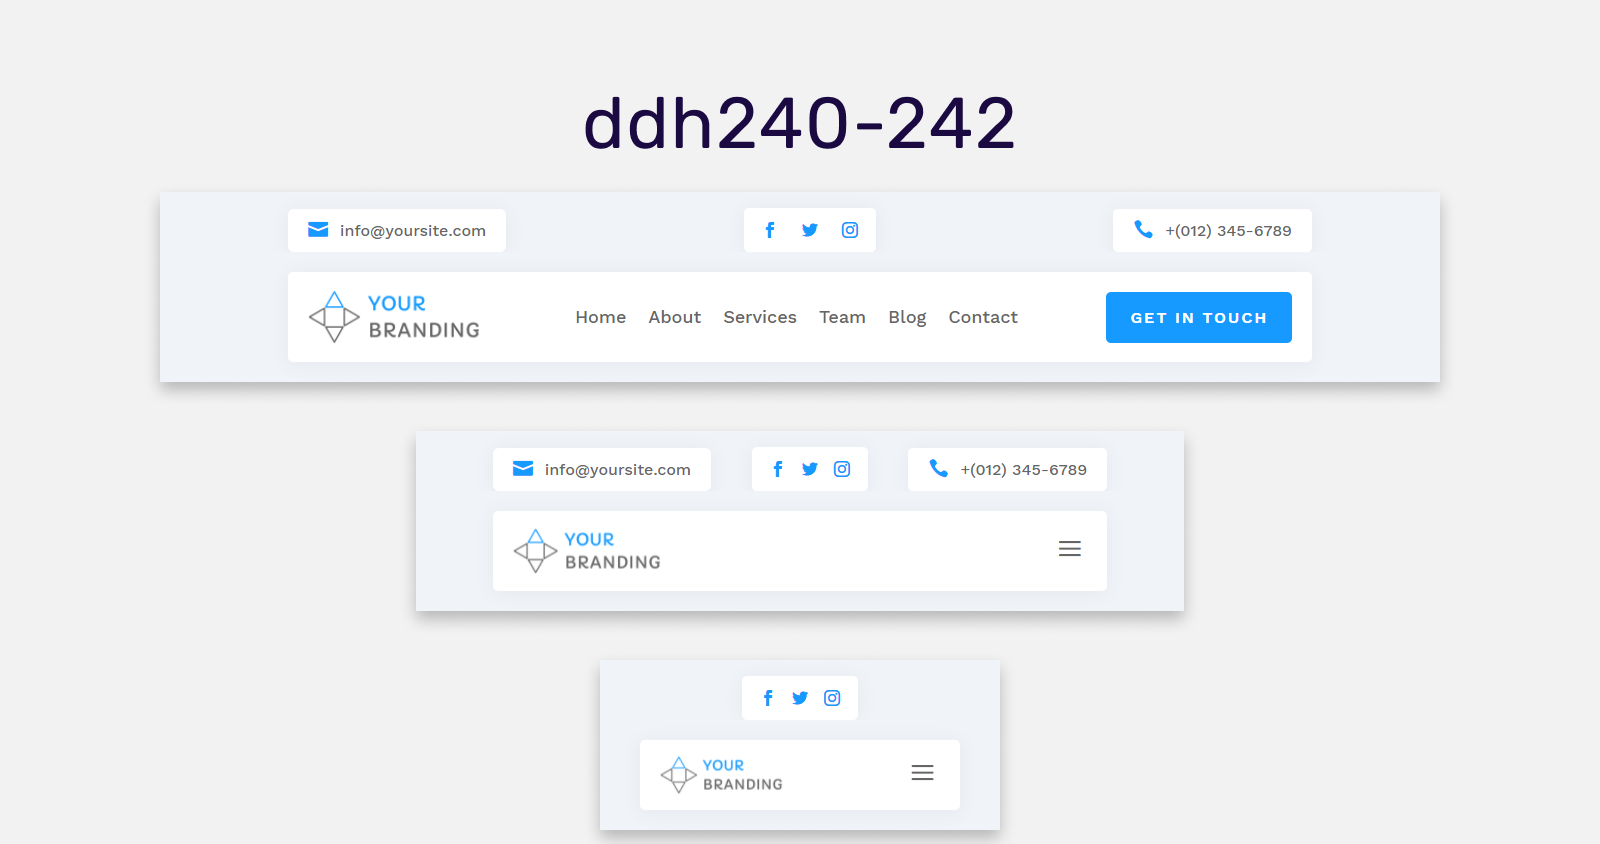 ddh240-242
info@yoursite.com
+(012) 345-6789
YOUR
BRANDING
Home About Services Team Blog Contact
GET IN TOUCH
info@yoursite.com
+(012) 345-6789
YOUR
BRANDING
YOUR
BRANDING